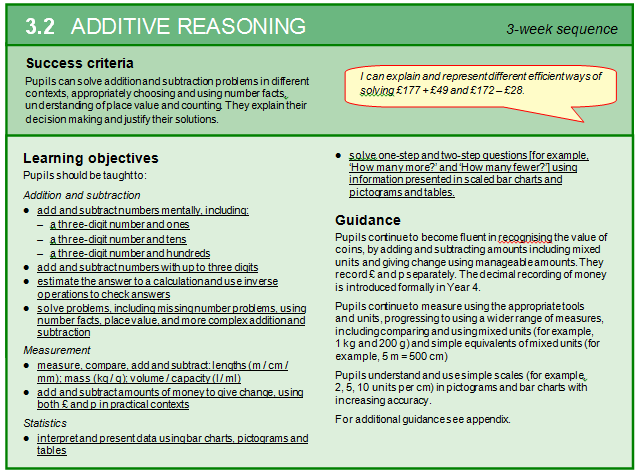 3.2 ADDITIVE REASONING
3-week sequence
Success criteria
Pupils can solve addition and subtraction problems in different
contexts, appropriately choosing and using number facts,
understanding of place value and counting. They explain their
decision making and justify their solutions.
I can explain and represent different efficient ways of
solving £177 + £49 and £172 – £28.
Learning objectives
Pupils should be taught to:
Addition and subtraction
● add and subtract numbers mentally, including:
– a three-digit number and ones
– a three-digit number and tens
– a three-digit number and hundreds
● add and subtract numbers with up to three digits
● estimate the answer to a calculation and use inverse
operations to check answers
● solve problems, including missing number problems, using
number facts, place value, and more complex addition and
subtraction
Measurement
● measure, compare, add and subtract: lengths (m / cm /
mm); mass (kg / g); volume / capacity (l / ml)
● add and subtract amounts of money to give change, using
both £ and p in practical contexts
Statistics
● interpret and present data using bar charts, pictograms and
tables
● solve one-step and two-step questions [for example,
'How many more?' and 'How many fewer?'] using
information presented in scaled bar charts and
pictograms and tables.
Guidance
Pupils continue to become fluent in recognising the value of
coins, by adding and subtracting amounts including mixed
units and giving change using manageable amounts. They
record £ and p separately. The decimal recording of money
is introduced formally in Year 4.
Pupils continue to measure using the appropriate tools
and units, progressing to using a wider range of measures,
including comparing and using mixed units (for example,
1 kg and 200 g) and simple equivalents of mixed units (for
example, 5 m = 500 cm)
Pupils understand and use simple scales (for example,
2, 5, 10 units per cm) in pictograms and bar charts with
increasing accuracy.
For additional guidance see appendix.